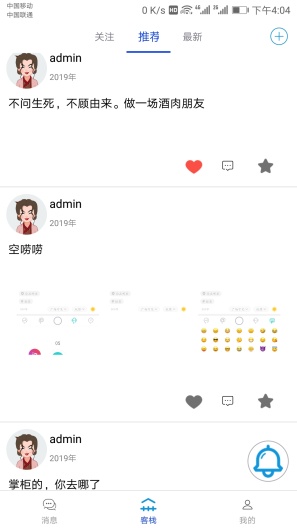 中国移动
中国联通
0 K/s HD 下午4:04
关注 推荐 最新
admin
2019年
不问生死，不顾由来。做一场酒肉朋友
admin
2019年
空唠唠
admin
2019年
掌柜的，你去哪了
消息 客栈 我的